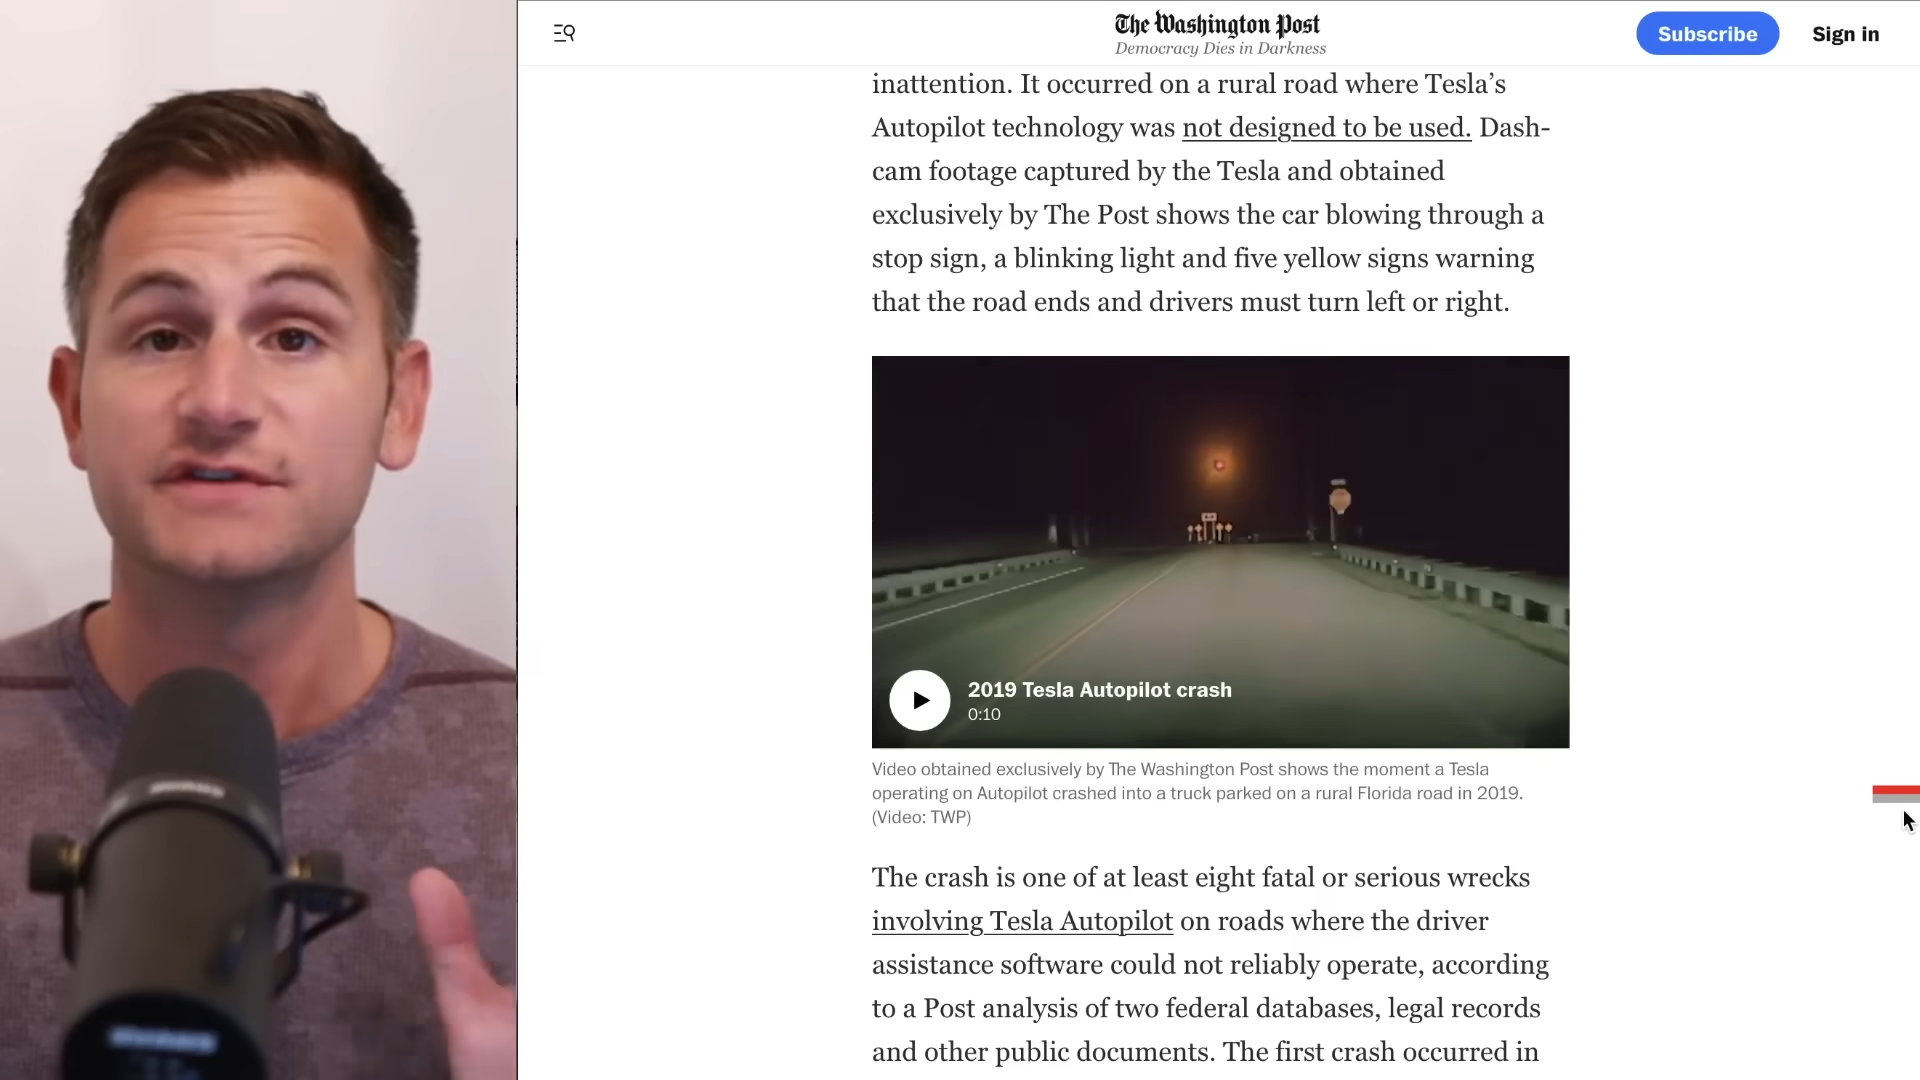 The Washington Post
Democracy Dies in Darkness
Subscribe
Sign in
inattention. It occurred on a rural road where Tesla’s
Autopilot technology was not designed to be used. Dash-
cam footage captured by the Tesla and obtained
exclusively by The Post shows the car blowing through a
stop sign, a blinking light and five yellow signs warning
that the road ends and drivers must turn left or right.
2019 Tesla Autopilot crash
0:10
Video obtained exclusively by The Washington Post shows the moment a Tesla
operating on Autopilot crashed into a truck parked on a rural Florida road in 2019.
(Video: TWP)
The crash is one of at least eight fatal or serious wrecks
involving Tesla Autopilot on roads where the driver
assistance software could not reliably operate, according
to a Post analysis of two federal databases, legal records
and other public documents. The first crash occurred in